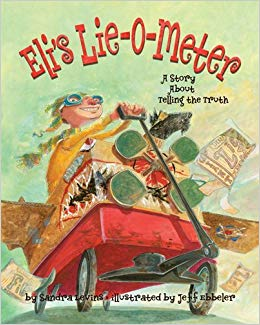 Eli's Lie-o-Meter
A Story
About
Telling the Truth
by Sandra Levins • illustrated by Jeff Ebbeler